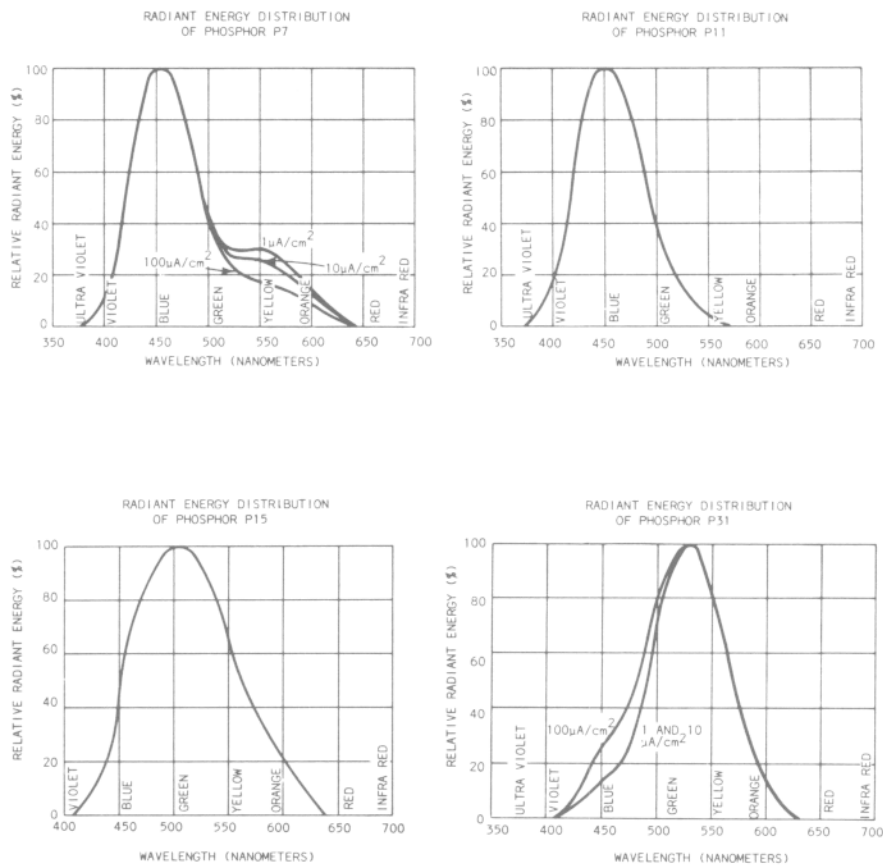 RADIANT ENERGY DISTRIBUTION
OF PHOSPHOR P7
RELATIVE RADIANT ENERGY (%)
100
80
60
40
20
0
1µA/cm2
10µA/cm2
100µA/cm2
ULTRA VIOLET
VIOLET
BLUE
GREEN
YELLOW
ORANGE
RED
INFRA RED
350 400 450 500 550 600 650 700
WAVELENGTH (NANOMETERS)
RADIANT ENERGY DISTRIBUTION
OF PHOSPHOR P11
RELATIVE RADIANT ENERGY (%)
100
80
60
40
20
0
ULTRA VIOLET
VIOLET
BLUE
GREEN
YELLOW
ORANGE
RED
INFRA RED
350 400 450 500 550 600 650 700
WAVELENGTH (NANOMETERS)
RADIANT ENERGY DISTRIBUTION
OF PHOSPHOR P15
RELATIVE RADIANT ENERGY (%)
100
80
60
40
20
0
VIOLET
BLUE
GREEN
YELLOW
ORANGE
RED
INFRA RED
400 450 500 550 600 650 700
WAVELENGTH (NANOMETERS)
RADIANT ENERGY DISTRIBUTION
OF PHOSPHOR P31
RELATIVE RADIANT ENERGY (%)
100
80
60
40
20
0
100µA/cm2
1 AND 10
µA/cm2
ULTRA VIOLET
VIOLET
BLUE
GREEN
YELLOW
ORANGE
RED
INFRA RED
350 400 450 500 550 600 650 700
WAVELENGTH (NANOMETERS)